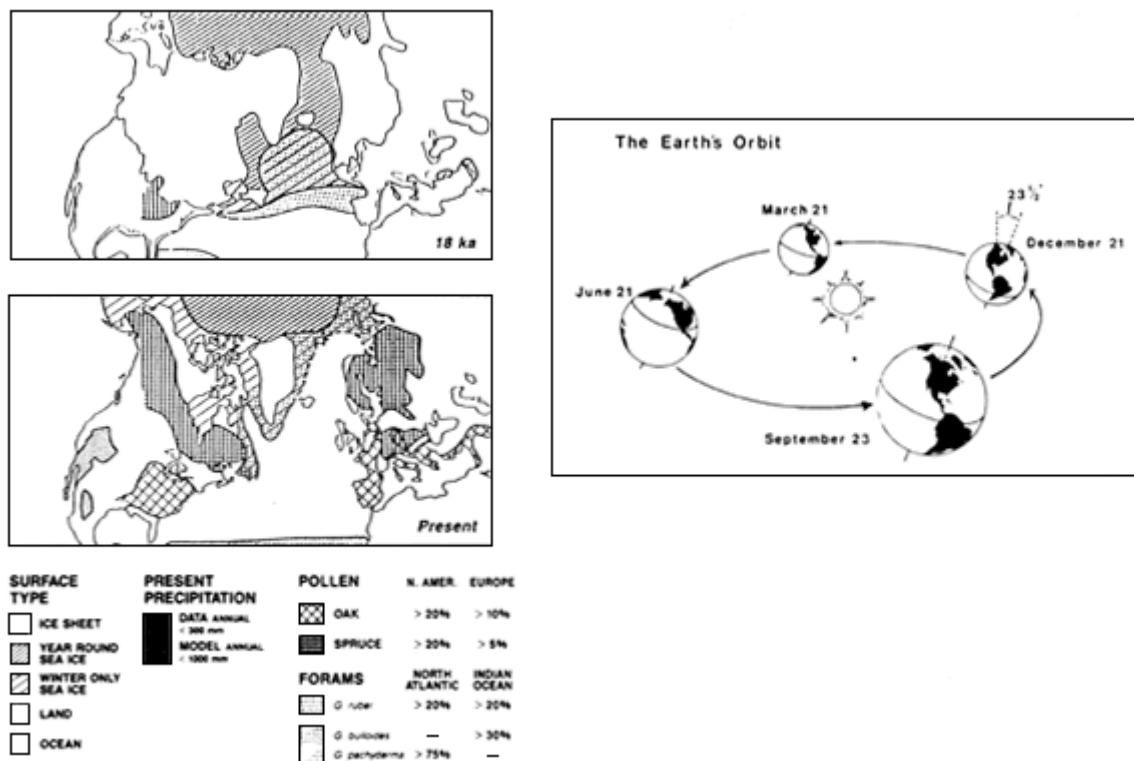 18 ka
Present
SURFACE
TYPE
ICE SHEET
YEAR ROUND
SEA ICE
WINTER ONLY
SEA ICE
LAND
OCEAN
PRESENT
PRECIPITATION
DATA ANNUAL
< 300 mm
MODEL ANNUAL
< 1000 mm
POLLEN N. AMER. EUROPE
OAK > 20% > 10%
SPRUCE > 20% > 5%
FORAMS NORTH ATLANTIC INDIAN OCEAN
G ruber > 20% > 20%
G bulloides — > 30%
G pachyderma > 75% —
The Earth's Orbit
23 ½°
March 21
December 21
June 21
September 23